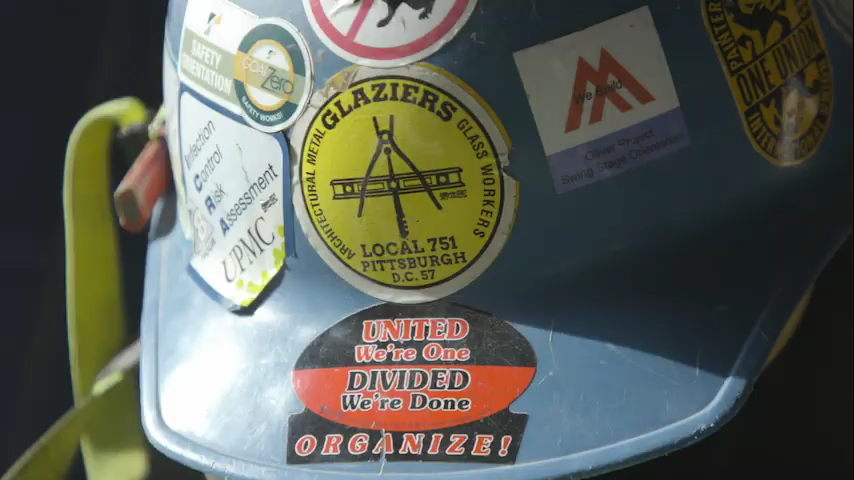 SAFETY
ORIENTATION
GOAL
Zero
SAFETY WORKS!
Infection
Control
Risk
Assessment
UPMC
GLAZIERS
ARCHITECTURAL METAL
GLASS WORKERS
LOCAL 751
PITTSBURGH
D.C. 57
We Build
Swing Stage Orientation
PAINTER
ONE UNION
UNITED
We're One
DIVIDED
We're Done
ORGANIZE!